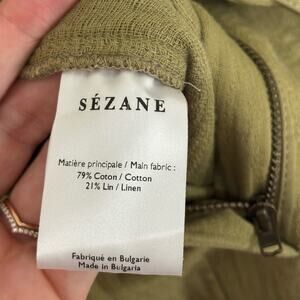 SÉZANE
Matière principale / Main fabric :
79% Coton / Cotton
21% Lin / Linen
Fabriqué en Bulgarie
Made in Bulgaria